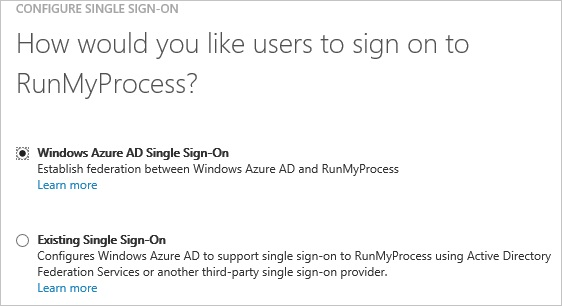 CONFIGURE SINGLE SIGN-ON
How would you like users to sign on to
RunMyProcess?
Windows Azure AD Single Sign-On
Establish federation between Windows Azure AD and RunMyProcess
Learn more
Existing Single Sign-On
Configures Windows Azure AD to support single sign-on to RunMyProcess using Active Directory
Federation Services or another third-party single sign-on provider.
Learn more